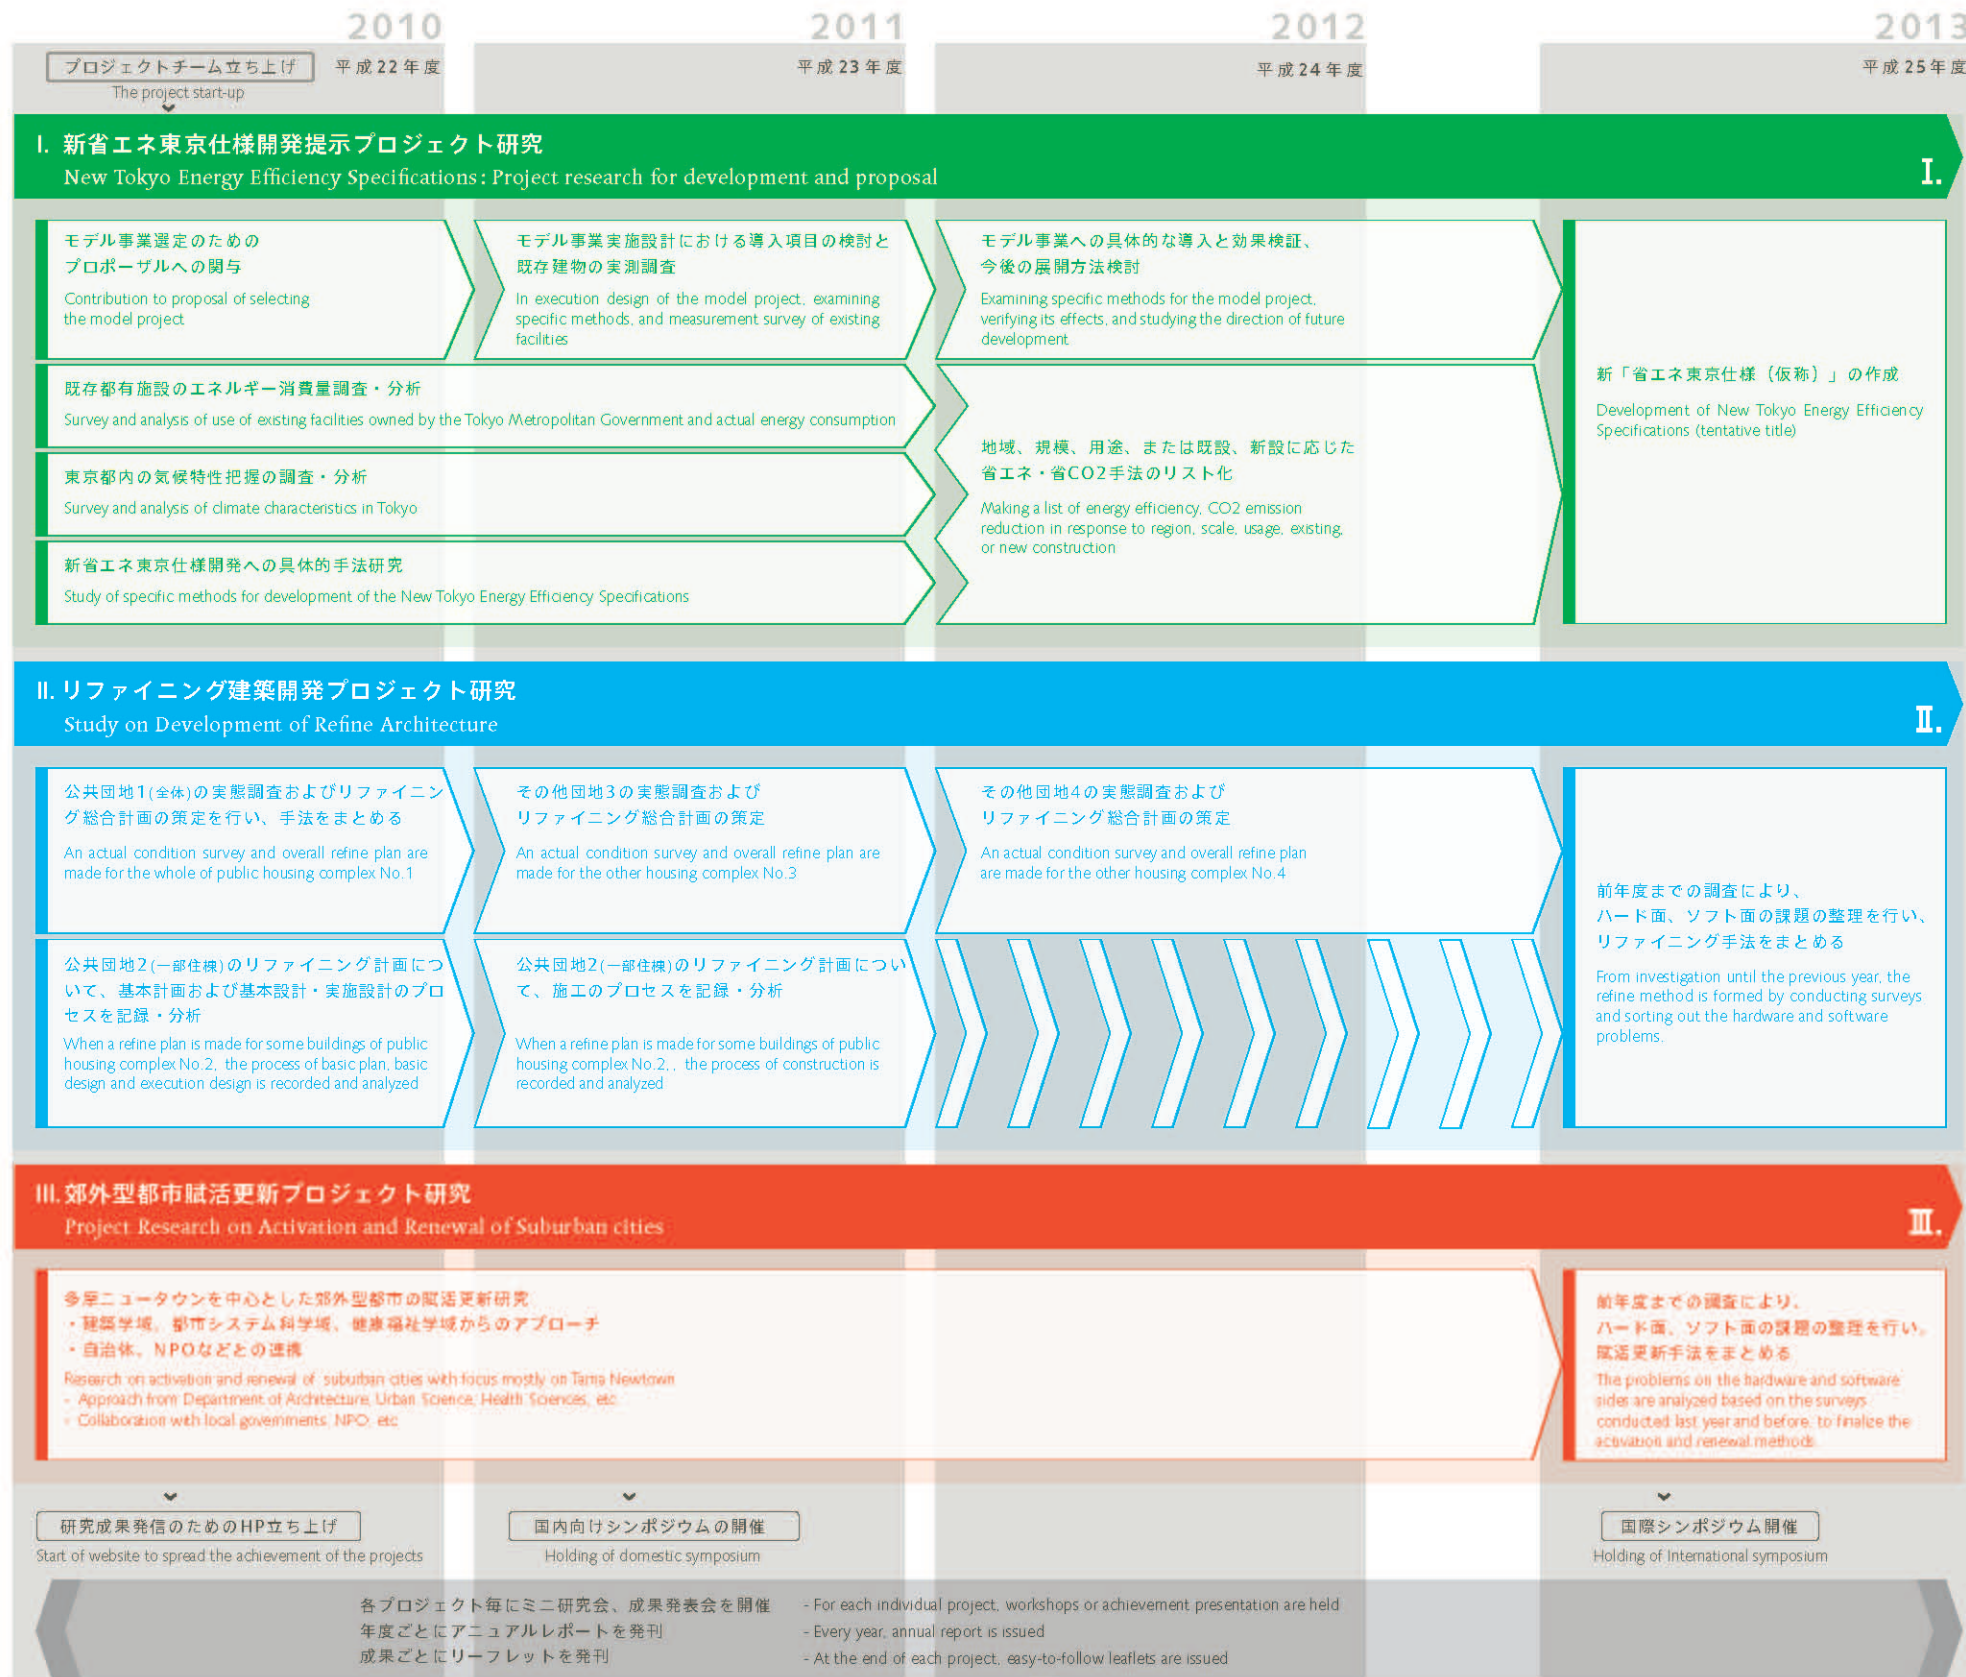 2010
2011
2012
2013
プロジェクトチーム立ち上げ
平成22年度
平成23年度
平成24年度
平成25年度
The project start-up
I. 新省エネ東京仕様開発提示プロジェクト研究
New Tokyo Energy Efficiency Specifications: Project research for development and proposal
I.
モデル事業選定のための
プロポーザルへの関与
Contribution to proposal of selecting
the model project
モデル事業実施設計における導入項目の検討と
既存建物の実測調査
In execution design of the model project, examining
specific methods, and measurement survey of existing
facilities
モデル事業への具体的な導入と効果検証、
今後の展開方法検討
Examining specific methods for the model project,
verifying its effects, and studying the direction of future
development
既存都有施設のエネルギー消費量調査・分析
Survey and analysis of use of existing facilities owned by the Tokyo Metropolitan Government and actual energy consumption
東京都内の気候特性把握の調査・分析
Survey and analysis of climate characteristics in Tokyo
新省エネ東京仕様開発への具体的手法研究
Study of specific methods for development of the New Tokyo Energy Efficiency Specifications
地域、規模、用途、または既設、新設に応じた
省エネ・省CO2手法のリスト化
Making a list of energy efficiency, CO2 emission
reduction in response to region, scale, usage, existing,
or new construction
新「省エネ東京仕様（仮称）」の作成
Development of New Tokyo Energy Efficiency
Specifications (tentative title)
II. リファイニング建築開発プロジェクト研究
Study on Development of Refine Architecture
II.
公共団地1(全体)の実態調査およびリファイニン
グ総合計画の策定を行い、手法をまとめる
An actual condition survey and overall refine plan are
made for the whole of public housing complex No.1
その他団地3の実態調査および
リファイニング総合計画の策定
An actual condition survey and overall refine plan are
made for the other housing complex No.3
その他団地4の実態調査および
リファイニング総合計画の策定
An actual condition survey and overall refine plan
are made for the other housing complex No.4
公共団地2(一部住棟)のリファイニング計画につ
いて、基本計画および基本設計・実施設計のプロ
セスを記録・分析
When a refine plan is made for some buildings of public
housing complex No.2, the process of basic plan, basic
design and execution design is recorded and analyzed
公共団地2(一部住棟)のリファイニング計画につい
て、施工のプロセスを記録・分析
When a refine plan is made for some buildings of public
housing complex No.2,, the process of construction is
recorded and analyzed
前年度までの調査により、
ハード面、ソフト面の課題の整理を行い、
リファイニング手法をまとめる
From investigation until the previous year, the
refine method is formed by conducting surveys
and sorting out the hardware and software
problems.
III. 郊外型都市賦活更新プロジェクト研究
Project Research on Activation and Renewal of Suburban cities
III.
多摩ニュータウンを中心とした郊外型都市の賦活更新研究
・建築学域、都市システム科学域、健康福祉学域からのアプローチ
・自治体、NPOなどとの連携
Research on activation and renewal of suburban cities with focus mostly on Tama Newtown
- Approach from Department of Architecture, Urban Science, Health Sciences, etc
- Collaboration with local governments, NPO, etc
前年度までの調査により、
ハード面、ソフト面の課題の整理を行い、
賦活更新手法をまとめる
The problems on the hardware and software
sides are analyzed based on the surveys
conducted last year and before, to finalize the
activation and renewal methods
研究成果発信のためのHP立ち上げ
Start of website to spread the achievement of the projects
国内向けシンポジウムの開催
Holding of domestic symposium
国際シンポジウム開催
Holding of International symposium
各プロジェクト毎にミニ研究会、成果発表会を開催
年度ごとにアニュアルレポートを発刊
成果ごとにリーフレットを発刊
- For each individual project, workshops or achievement presentation are held
- Every year, annual report is issued
- At the end of each project, easy-to-follow leaflets are issued